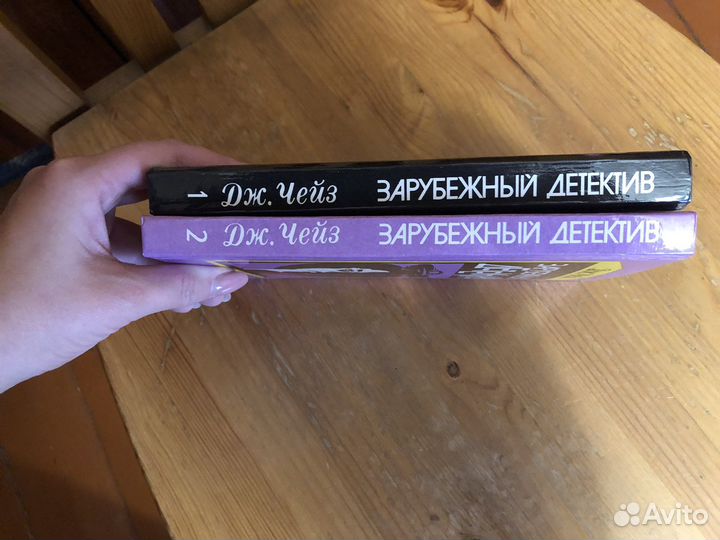 1 Дж. Чейз ЗАРУБЕЖНЫЙ ДЕТЕКТИВ
2 Дж. Чейз ЗАРУБЕЖНЫЙ ДЕТЕКТИВ
Avito